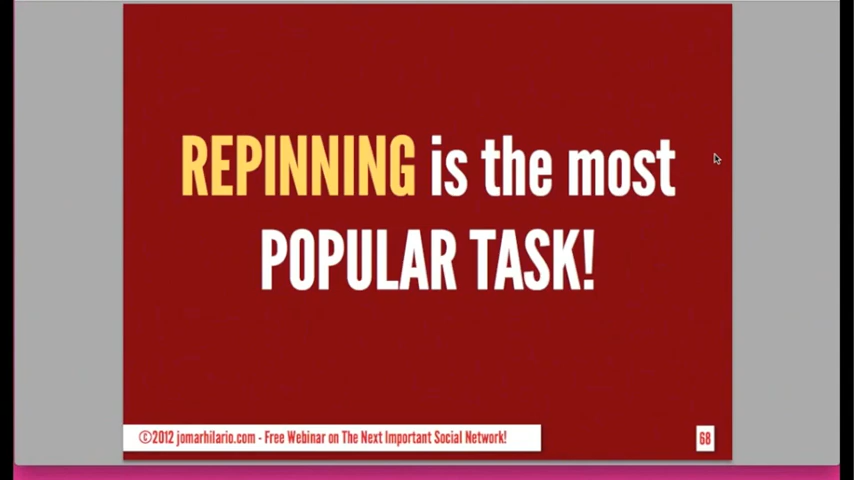 REPINNING is the most
POPULAR TASK!
©2012 jomarhilario.com - Free Webinar on The Next Important Social Network!
68